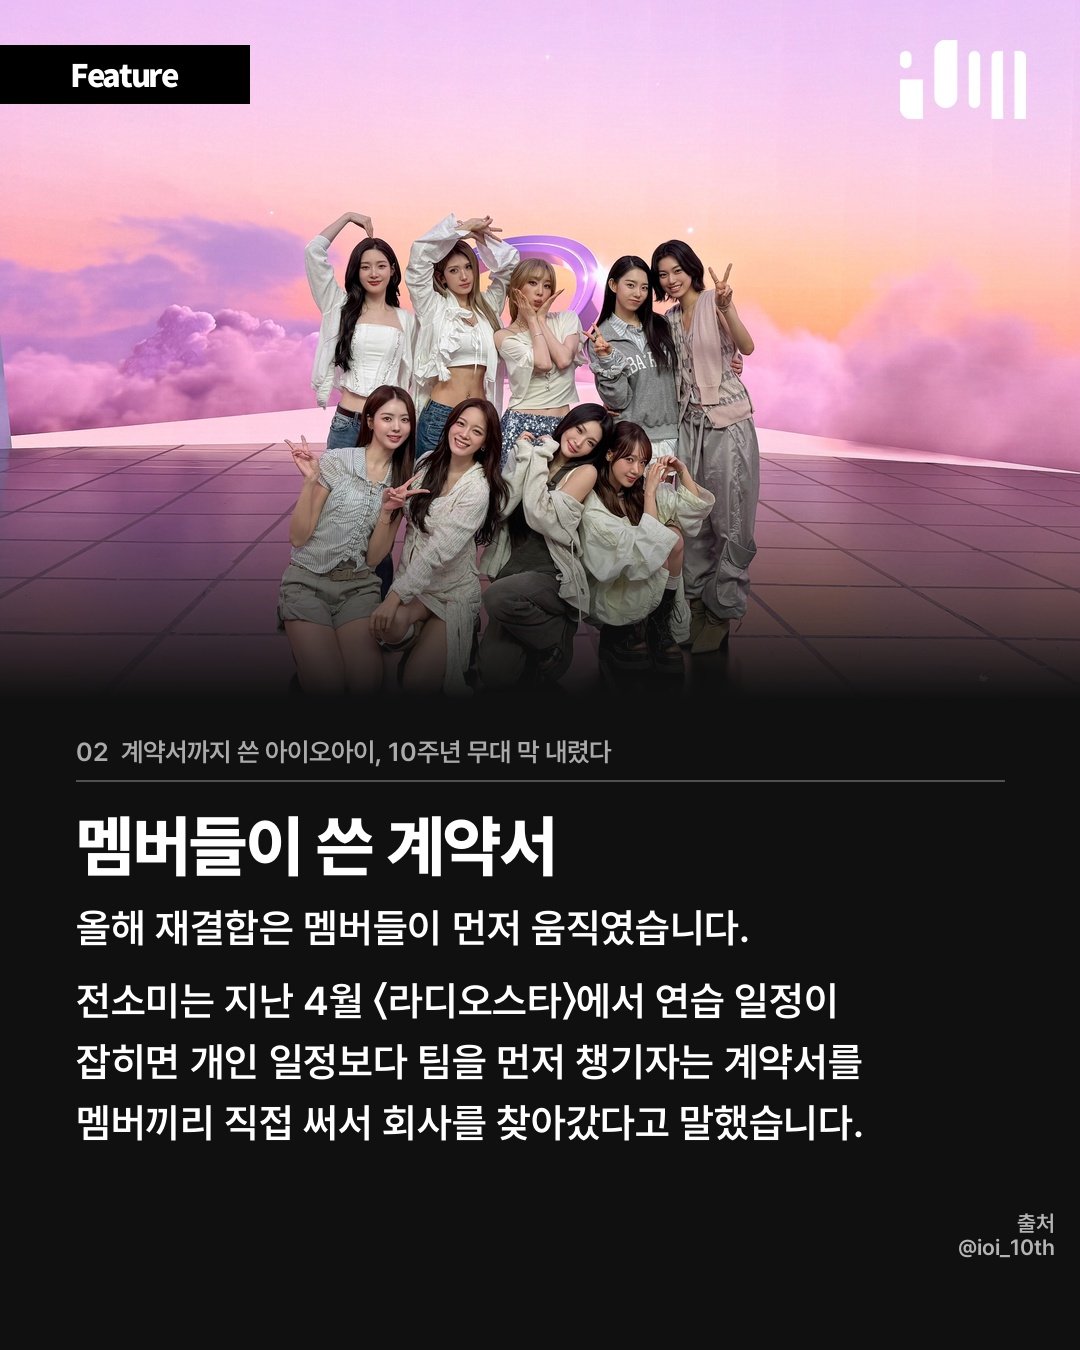 Feature
idm
BA
02 계약서까지 쓴 아이오아이, 10주년 무대 막 내렸다
멤버들이 쓴 계약서
올해 재결합은 멤버들이 먼저 움직였습니다.
전소미는 지난 4월 〈라디오스타〉에서 연습 일정이
잡히면 개인 일정보다 팀을 먼저 챙기자는 계약서를
멤버끼리 직접 써서 회사를 찾아갔다고 말했습니다.
출처
@ioi_10th